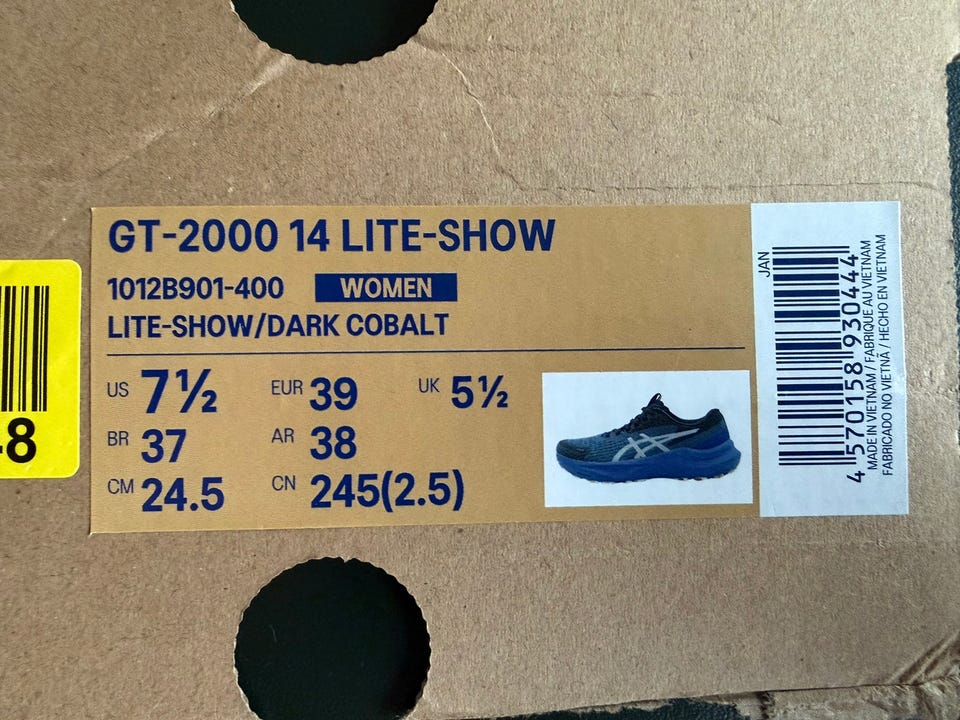 GT-2000 14 LITE-SHOW
1012B901-400 WOMEN
LITE-SHOW/DARK COBALT
US 7½ EUR 39 UK 5½
BR 37 AR 38
CM 24.5 CN 245(2.5)
JAN
4 570158 930444
MADE IN VIETNAM / FABRIQUÉ AU VIETNAM
FABRICADO NO VIETNÃ / HECHO EN VIETNAM
-8